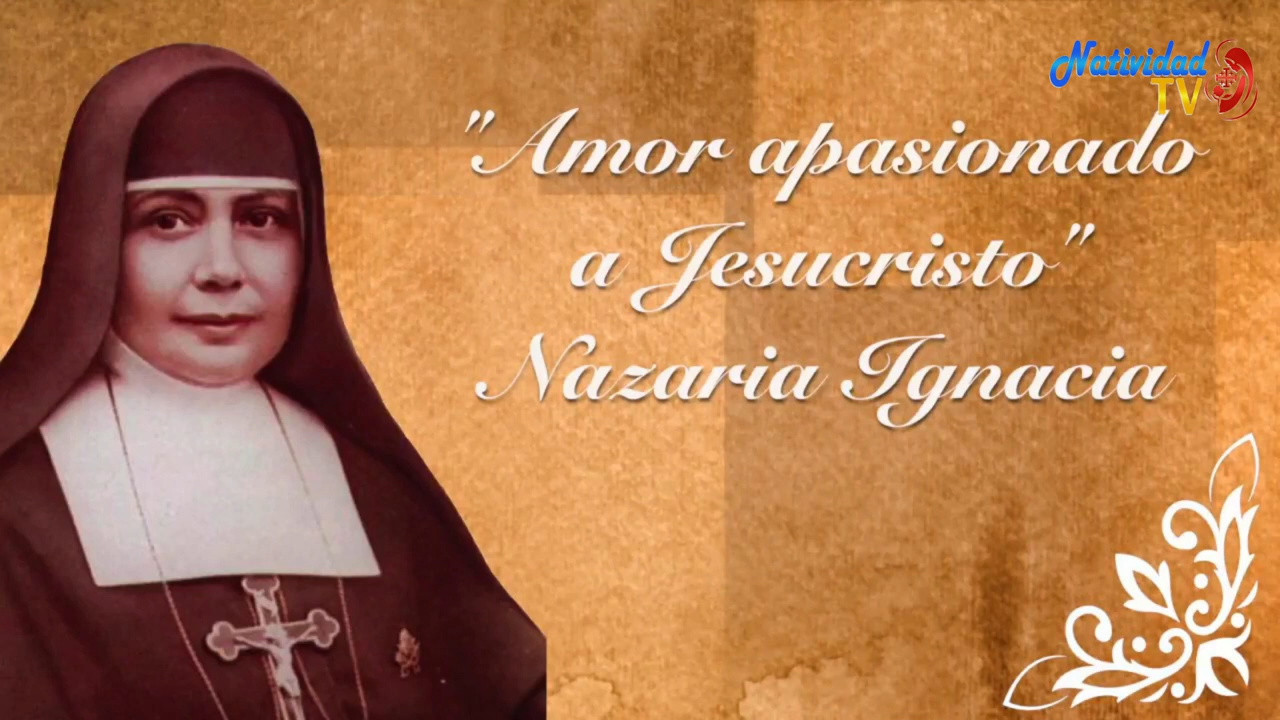 Natividad
TV
"Amor apasionado
a Jesucristo"
Nazaria Ignacia